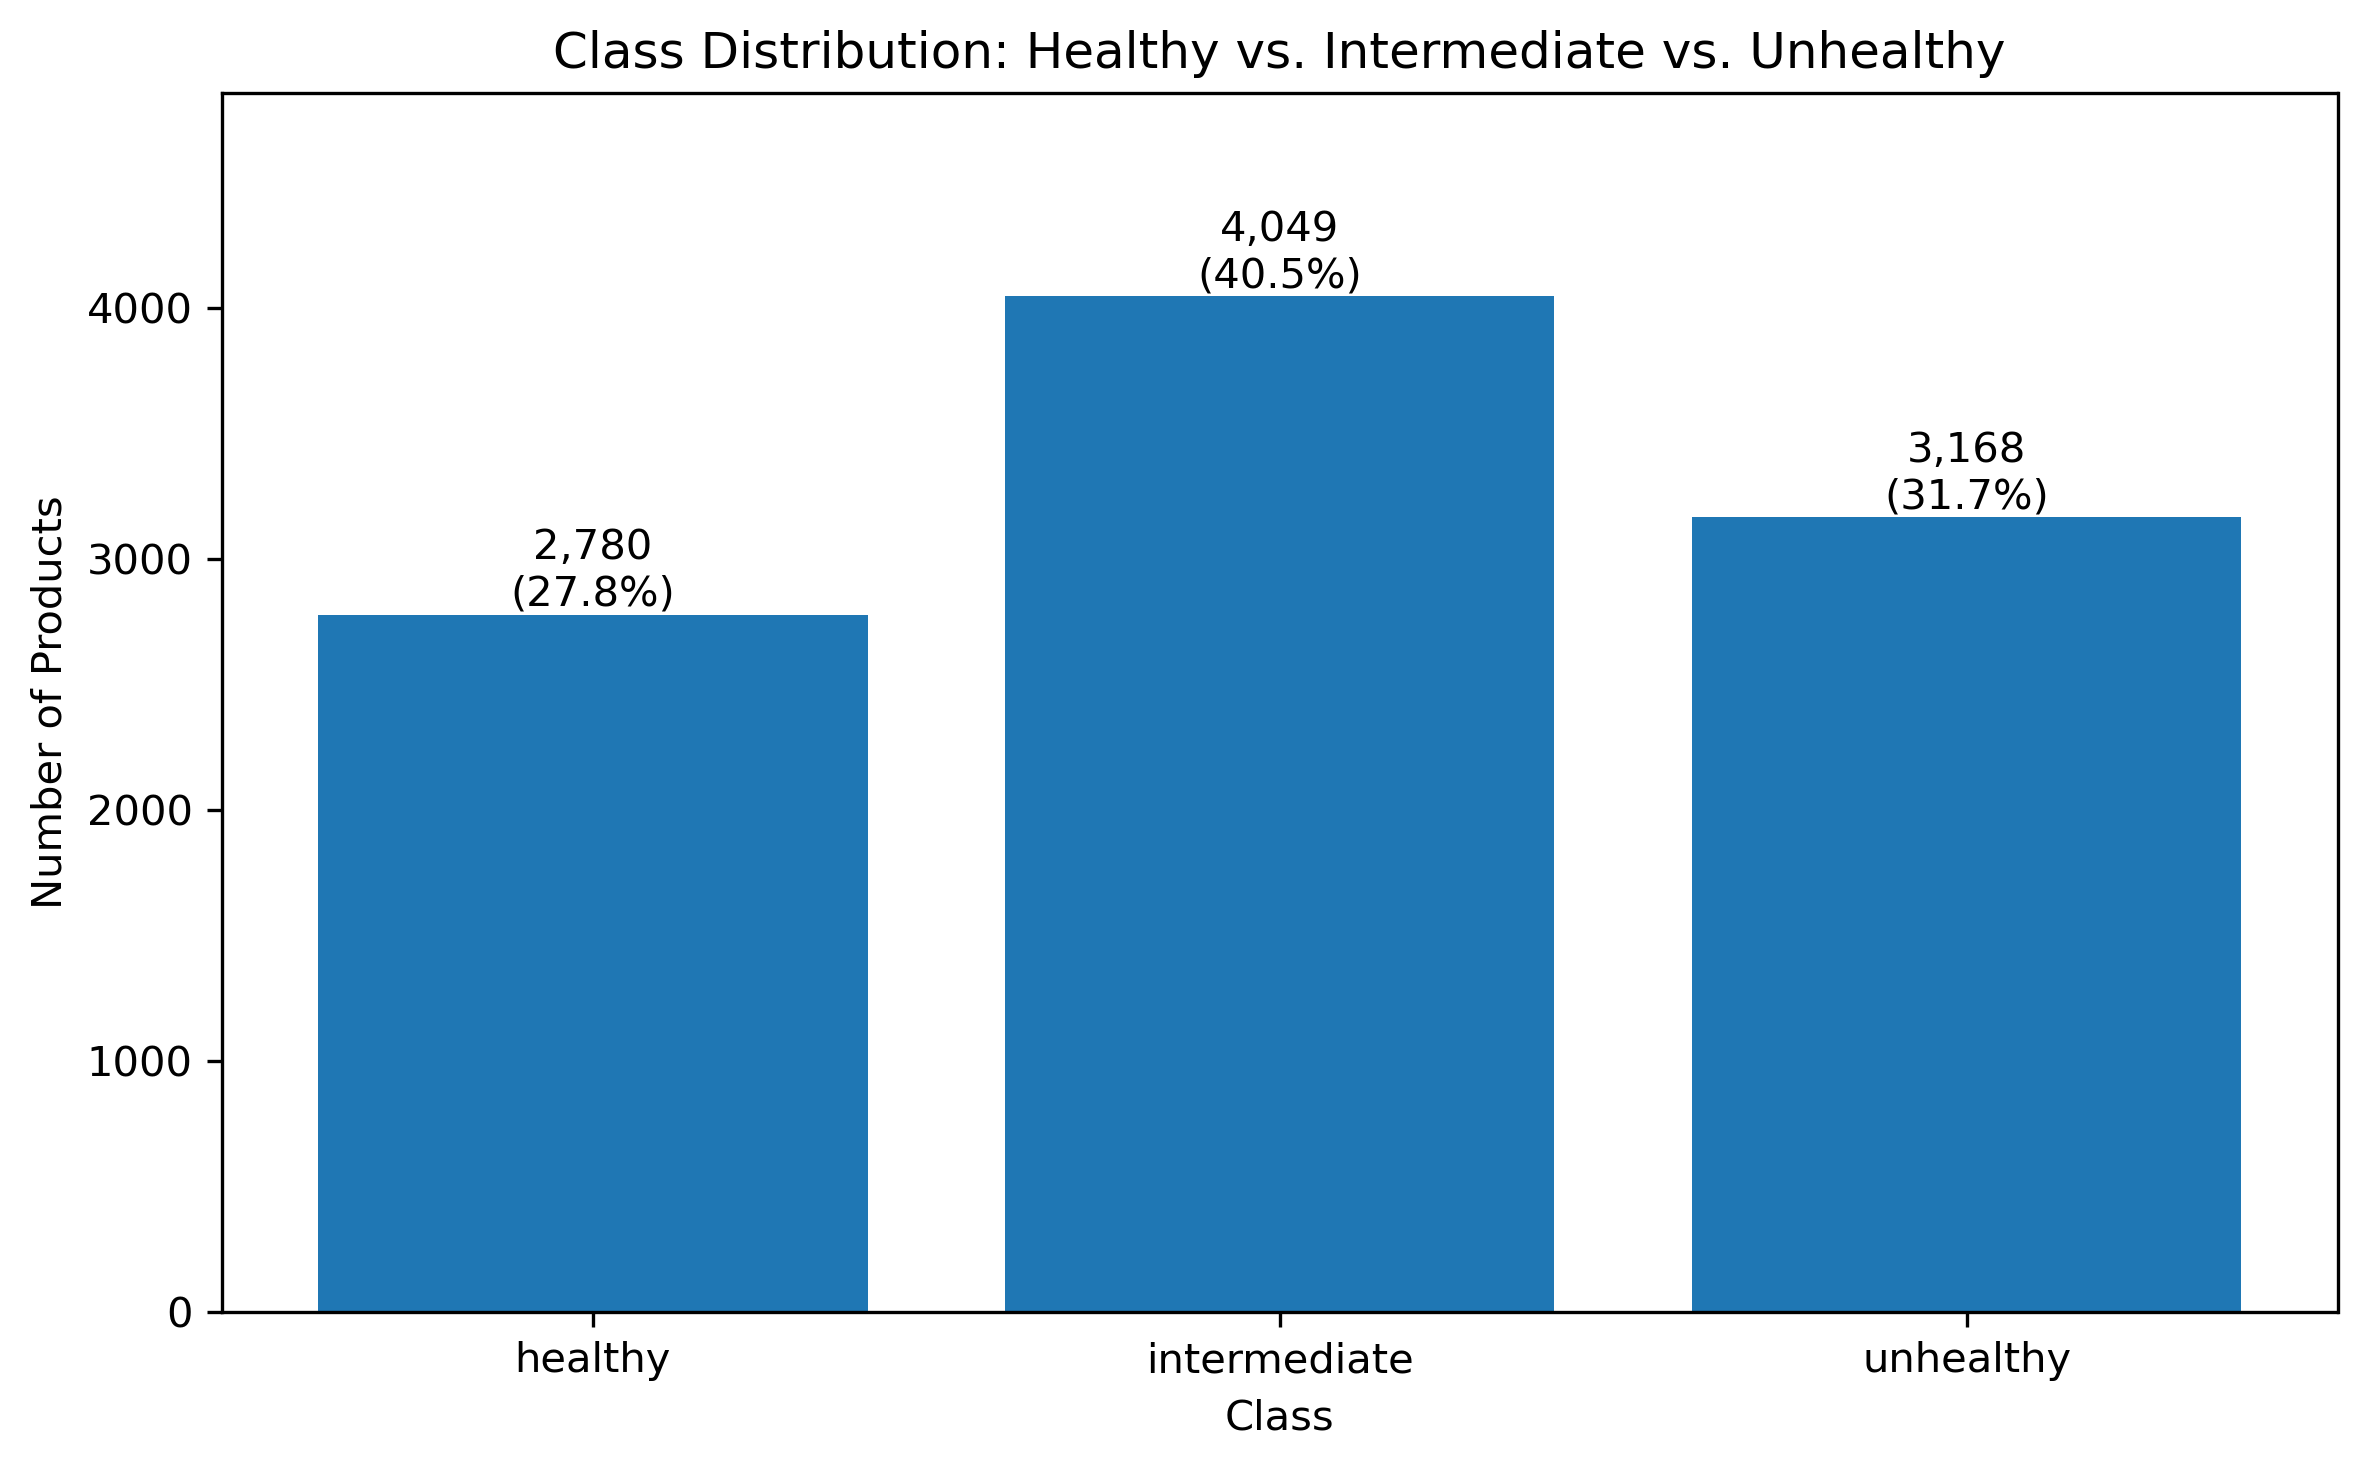 Class Distribution: Healthy vs. Intermediate vs. Unhealthy
Number of Products
4000
3000
2000
1000
0
2,780
(27.8%)
4,049
(40.5%)
3,168
(31.7%)
healthy
intermediate
unhealthy
Class